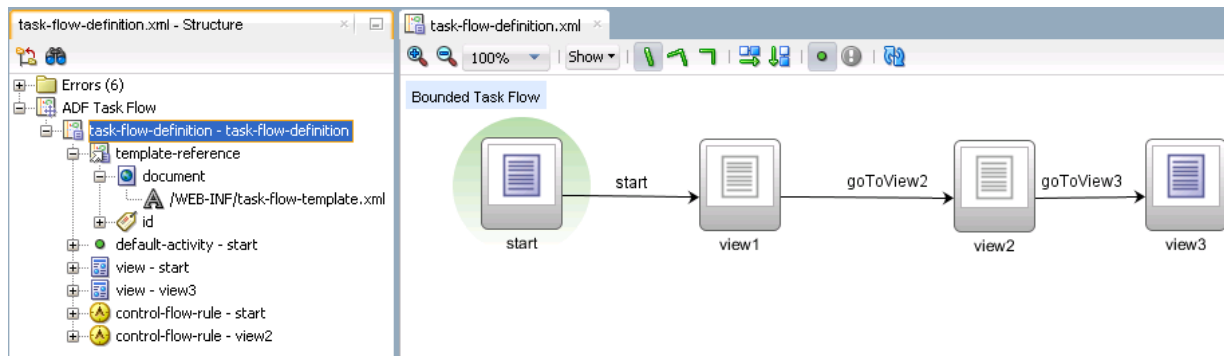 task-flow-definition.xml - Structure
Errors (6)
ADF Task Flow
task-flow-definition - task-flow-definition
template-reference
document
/WEB-INF/task-flow-template.xml
id
default-activity - start
view - start
view - view3
control-flow-rule - start
control-flow-rule - view2
task-flow-definition.xml
100%
Show
Bounded Task Flow
start
goToView2
goToView3
start
view1
view2
view3